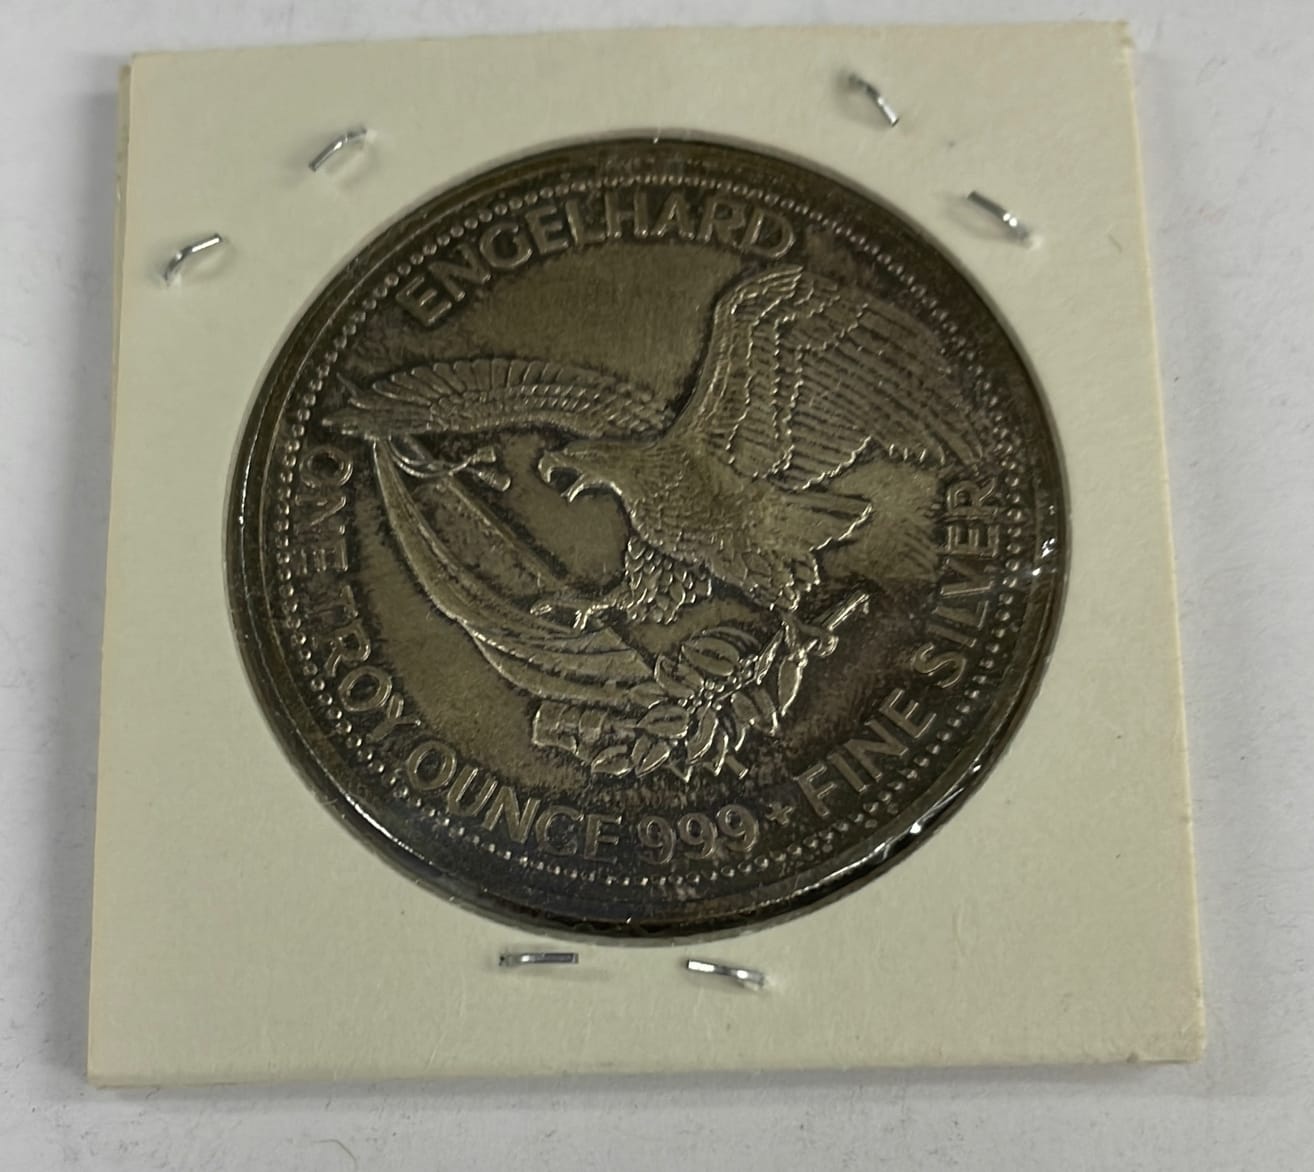 ENGELHARD
ONE TROY OUNCE 999+ FINE SILVER